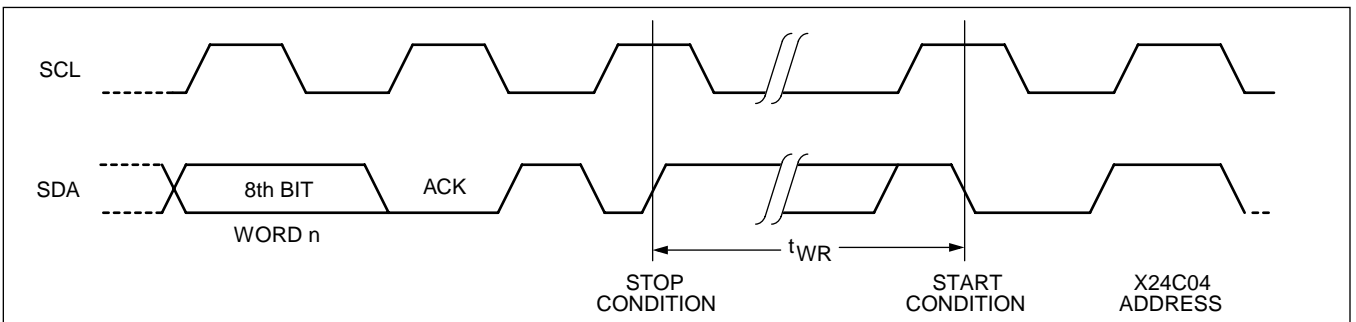 SCL
SDA
8th BIT
ACK
WORD n
tWR
STOP
CONDITION
START
CONDITION
X24C04
ADDRESS